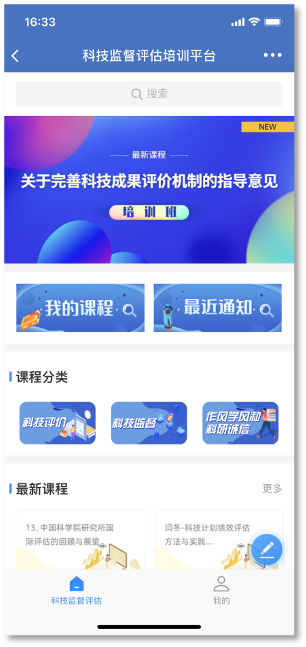 16:33
科技监督评估培训平台
搜索
NEW
最新课程
关于完善科技成果评价机制的指导意见
培训班
我的课程
最近通知
课程分类
科技评价
科技监督
作风学风和
科研诚信
最新课程
更多
13. 中国科学院研究所国
际评估的回顾与展望
闫冬-科技计划绩效评估
方法与实践...
科技监督评估
我的